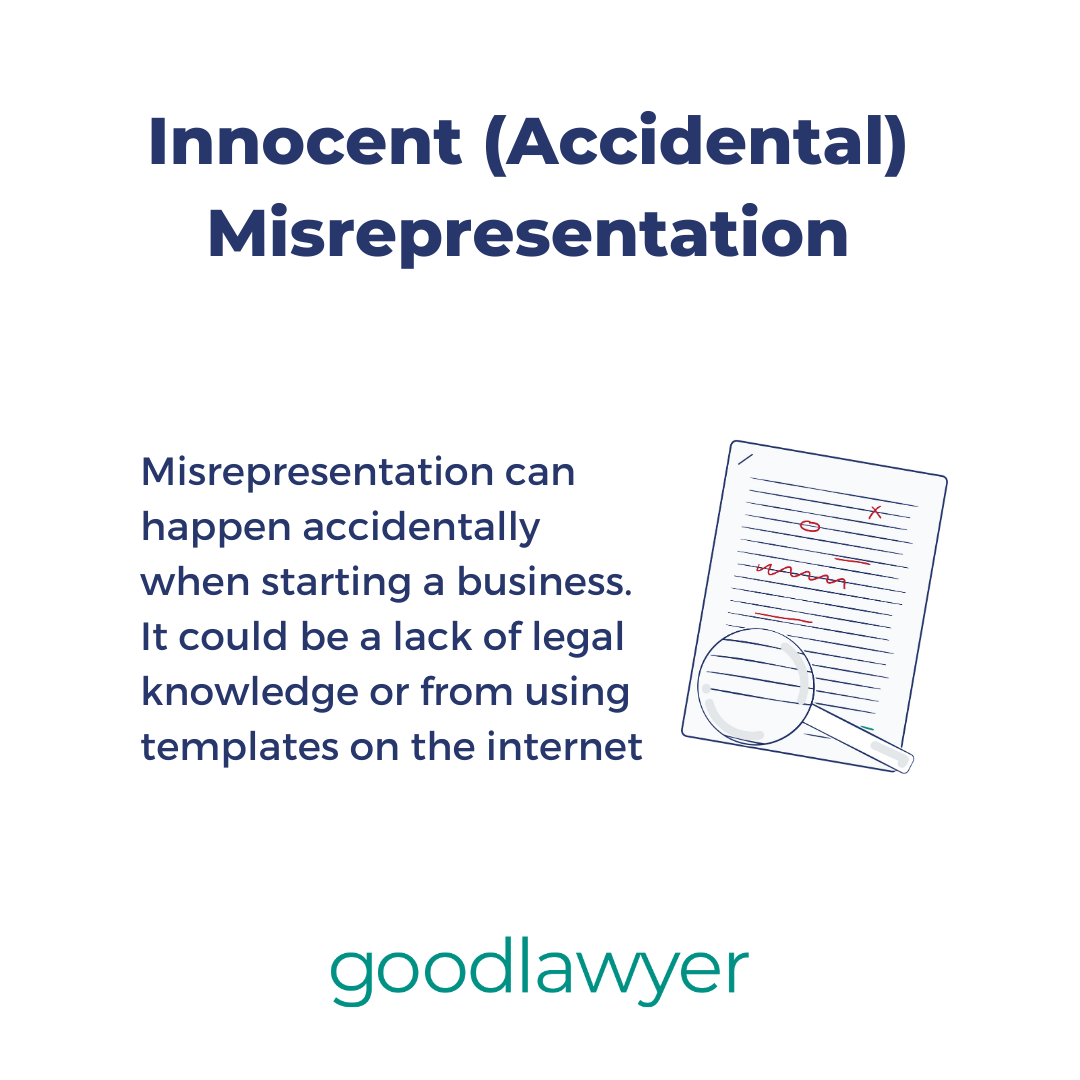 Innocent (Accidental)
Misrepresentation
Misrepresentation can
happen accidentally
when starting a business.
It could be a lack of legal
knowledge or from using
templates on the internet
goodlawyer